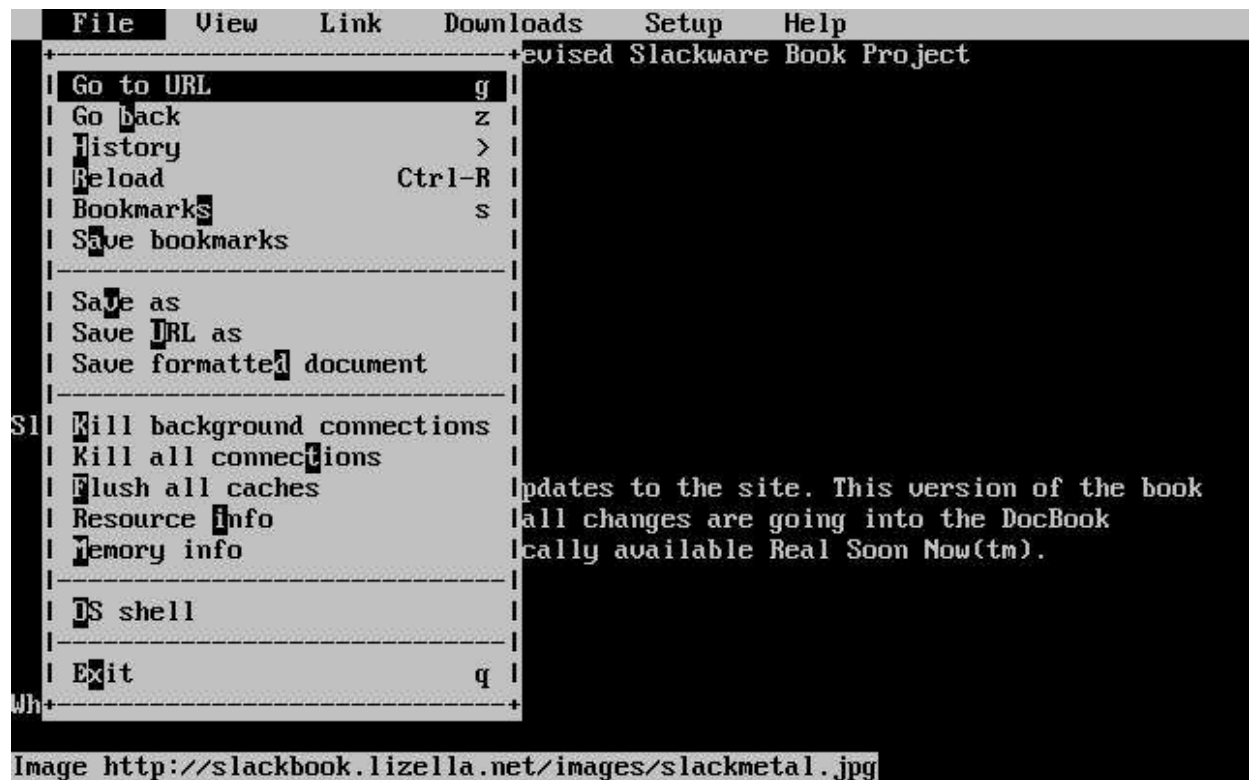 File View Link Downloads Setup Help
evised Slackware Book Project
Go to URL g
Go back z
History >
Reload Ctrl-R
Bookmarks s
Save bookmarks
Save as
Save URL as
Save formatted document
Sl Kill background connections
Kill all connections
Flush all caches pdates to the site. This version of the book
Resource info all changes are going into the DocBook
Memory info cally available Real Soon Now(tm).
OS shell
Exit q
Wh
Image http://slackbook.lizella.net/images/slackmetal.jpg